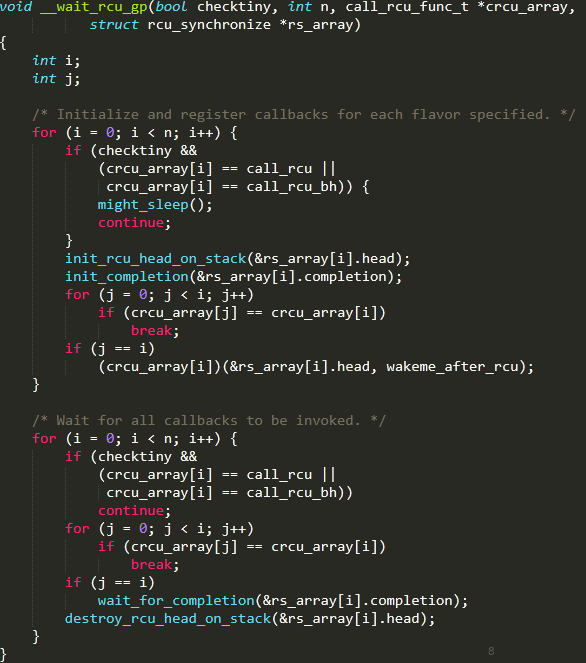 void __wait_rcu_gp(bool checktiny, int n, call_rcu_func_t *crcu_array,
struct rcu_synchronize *rs_array)
{
int i;
int j;
/* Initialize and register callbacks for each flavor specified. */
for (i = 0; i < n; i++) {
if (checktiny &&
(crcu_array[i] == call_rcu ||
crcu_array[i] == call_rcu_bh)) {
might_sleep();
continue;
}
init_rcu_head_on_stack(&rs_array[i].head);
init_completion(&rs_array[i].completion);
for (j = 0; j < i; j++)
if (crcu_array[j] == crcu_array[i])
break;
if (j == i)
(crcu_array[i])(&rs_array[i].head, wakeme_after_rcu);
}
/* Wait for all callbacks to be invoked. */
for (i = 0; i < n; i++) {
if (checktiny &&
(crcu_array[i] == call_rcu ||
crcu_array[i] == call_rcu_bh))
continue;
for (j = 0; j < i; j++)
if (crcu_array[j] == crcu_array[i])
break;
if (j == i)
wait_for_completion(&rs_array[i].completion);
destroy_rcu_head_on_stack(&rs_array[i].head);
}
}
8